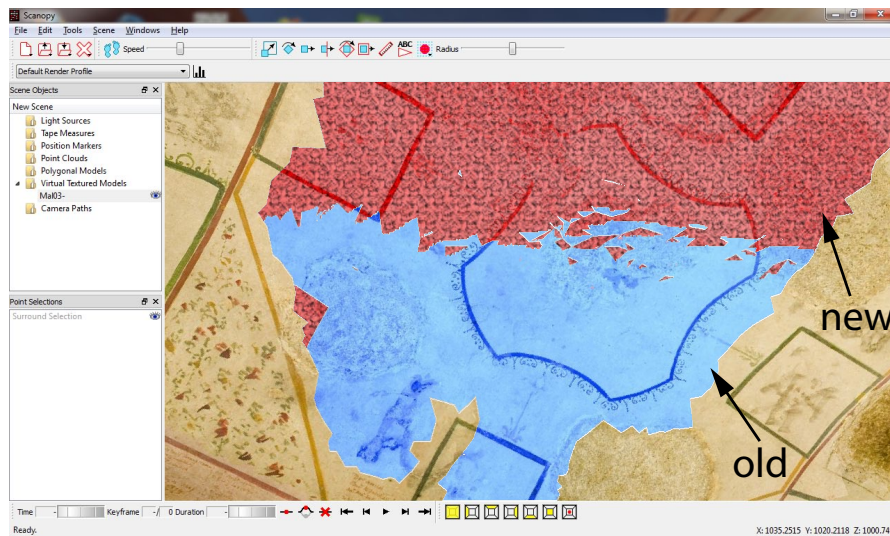 Scanopy
File Edit Tools Scene Windows Help
Speed ABC Radius
Default Render Profile
Scene Objects
New Scene
Light Sources
Tape Measures
Position Markers
Point Clouds
Polygonal Models
Virtual Textured Models
Mal03-
Camera Paths
Point Selections
Surround Selection
new
old
Time - Keyframe -/ 0 Duration -
Ready. X: 1035.2515 Y: 1020.2118 Z: 1000.74